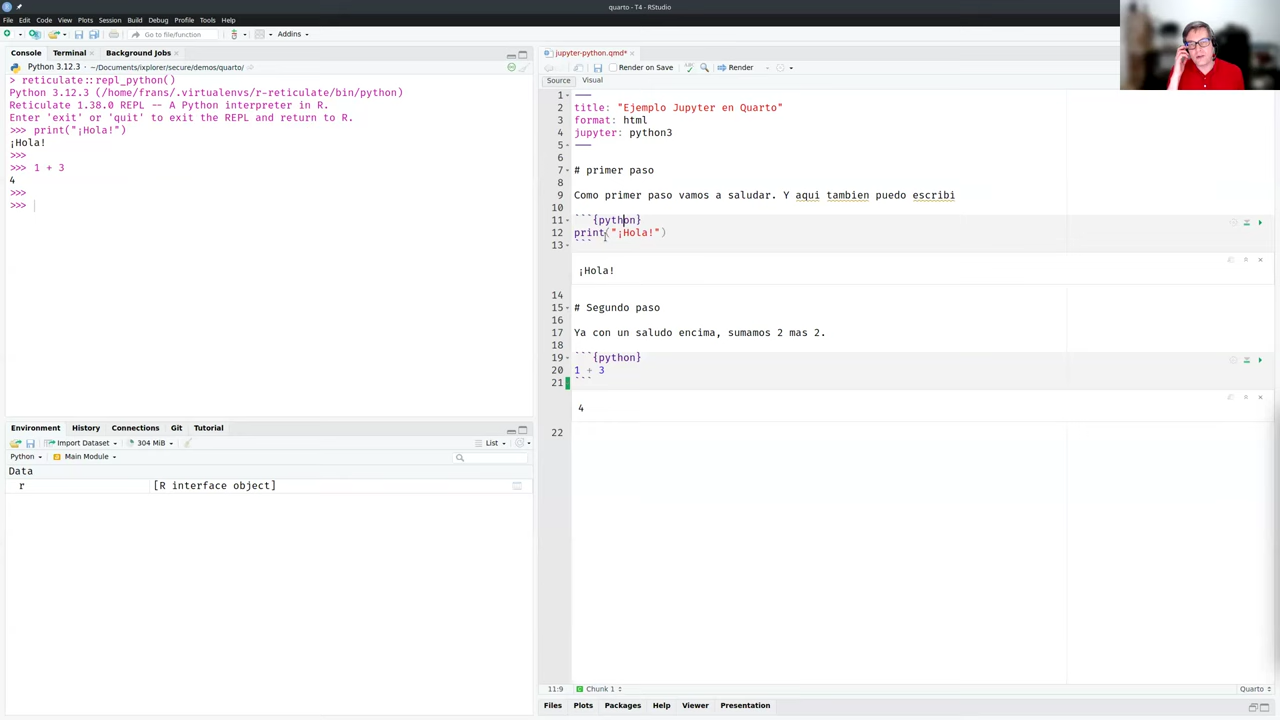 quarto - T4 - RStudio
File Edit Code View Plots Session Build Debug Profile Tools Help
Go to file/function Addins
Console Terminal Background Jobs
Python 3.12.3 · ~/Documents/ixplorer/secure/demos/quarto/
> reticulate::repl_python()
Python 3.12.3 (/home/frans/.virtualenvs/r-reticulate/bin/python)
Reticulate 1.38.0 REPL -- A Python interpreter in R.
Enter 'exit' or 'quit' to exit the REPL and return to R.
>>> print("¡Hola!")
¡Hola!
>>>
>>> 1 + 3
4
>>>
>>>
Environment History Connections Git Tutorial
Import Dataset 304 MiB List
Python Main Module
Data
r [R interface object]
jupyter-python.qmd*
Render on Save Render
Source Visual
1 ---
2 title: "Ejemplo Jupyter en Quarto"
3 format: html
4 jupyter: python3
5 ---
6
7 # primer paso
8
9 Como primer paso vamos a saludar. Y aqui tambien puedo escribi
10
11 ```{python}
12 print("¡Hola!")
13 ```
¡Hola!
14
15 # Segundo paso
16
17 Ya con un saludo encima, sumamos 2 mas 2.
18
19 ```{python}
20 1 + 3
21 ```
4
22
11:9 Chunk 1 Quarto
Files Plots Packages Help Viewer Presentation